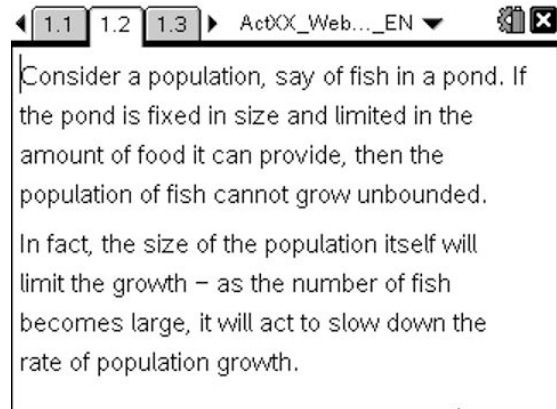 1.1 1.2 1.3 ActXX_Web..._EN
Consider a population, say of fish in a pond. If
the pond is fixed in size and limited in the
amount of food it can provide, then the
population of fish cannot grow unbounded.
In fact, the size of the population itself will
limit the growth – as the number of fish
becomes large, it will act to slow down the
rate of population growth.